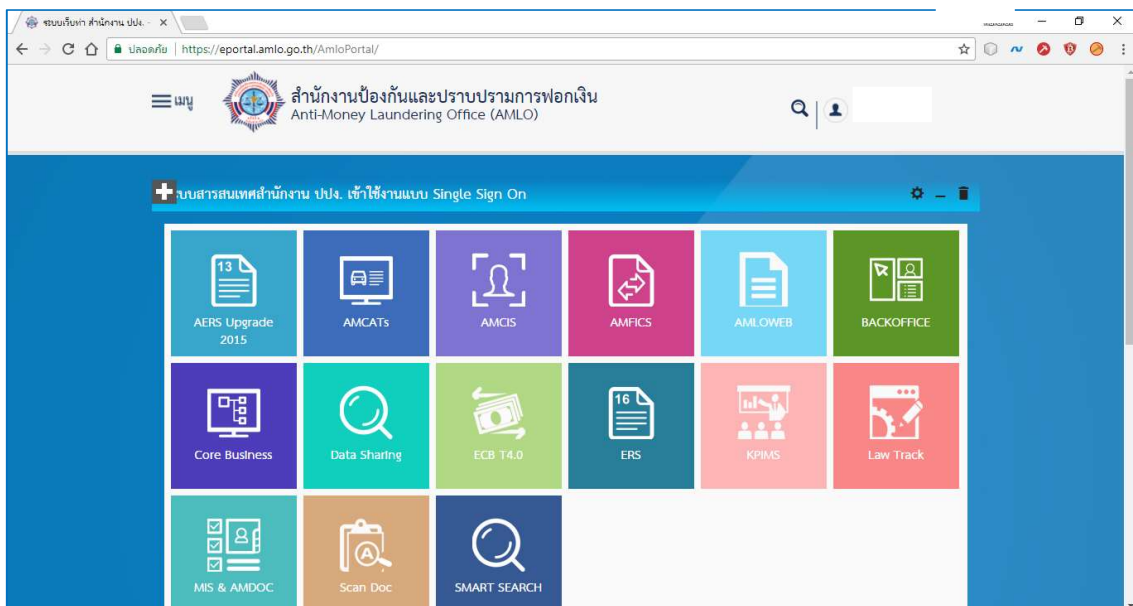 ระบบเว็บท่า สำนักงาน ปปง. -
ปลอดภัย | https://eportal.amlo.go.th/AmloPortal/
เมนู
สำนักงานป้องกันและปราบปรามการฟอกเงิน
Anti-Money Laundering Office (AMLO)
ะบบสารสนเทศสำนักงาน ปปง. เข้าใช้งานแบบ Single Sign On
13
AERS Upgrade
2015
AMCATs
AMCIS
AMFICS
AMLOWEB
BACKOFFICE
Core Business
Data Sharing
ECB T4.0
16
ERS
KPIMS
Law Track
MIS & AMDOC
A
Scan Doc
SMART SEARCH